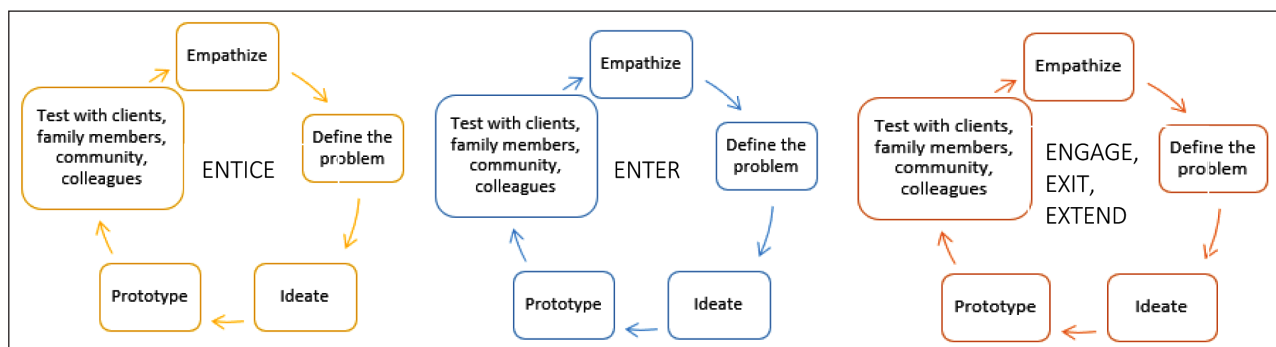 Empathize
Test with clients,
family members,
community,
colleagues
ENTICE
Define the
problem
Prototype
Ideate
Empathize
Test with clients,
family members,
community,
colleagues
ENTER
Define the
problem
Prototype
Ideate
Empathize
Test with clients,
family members,
community,
colleagues
ENGAGE,
EXIT,
EXTEND
Define the
problem
Prototype
Ideate